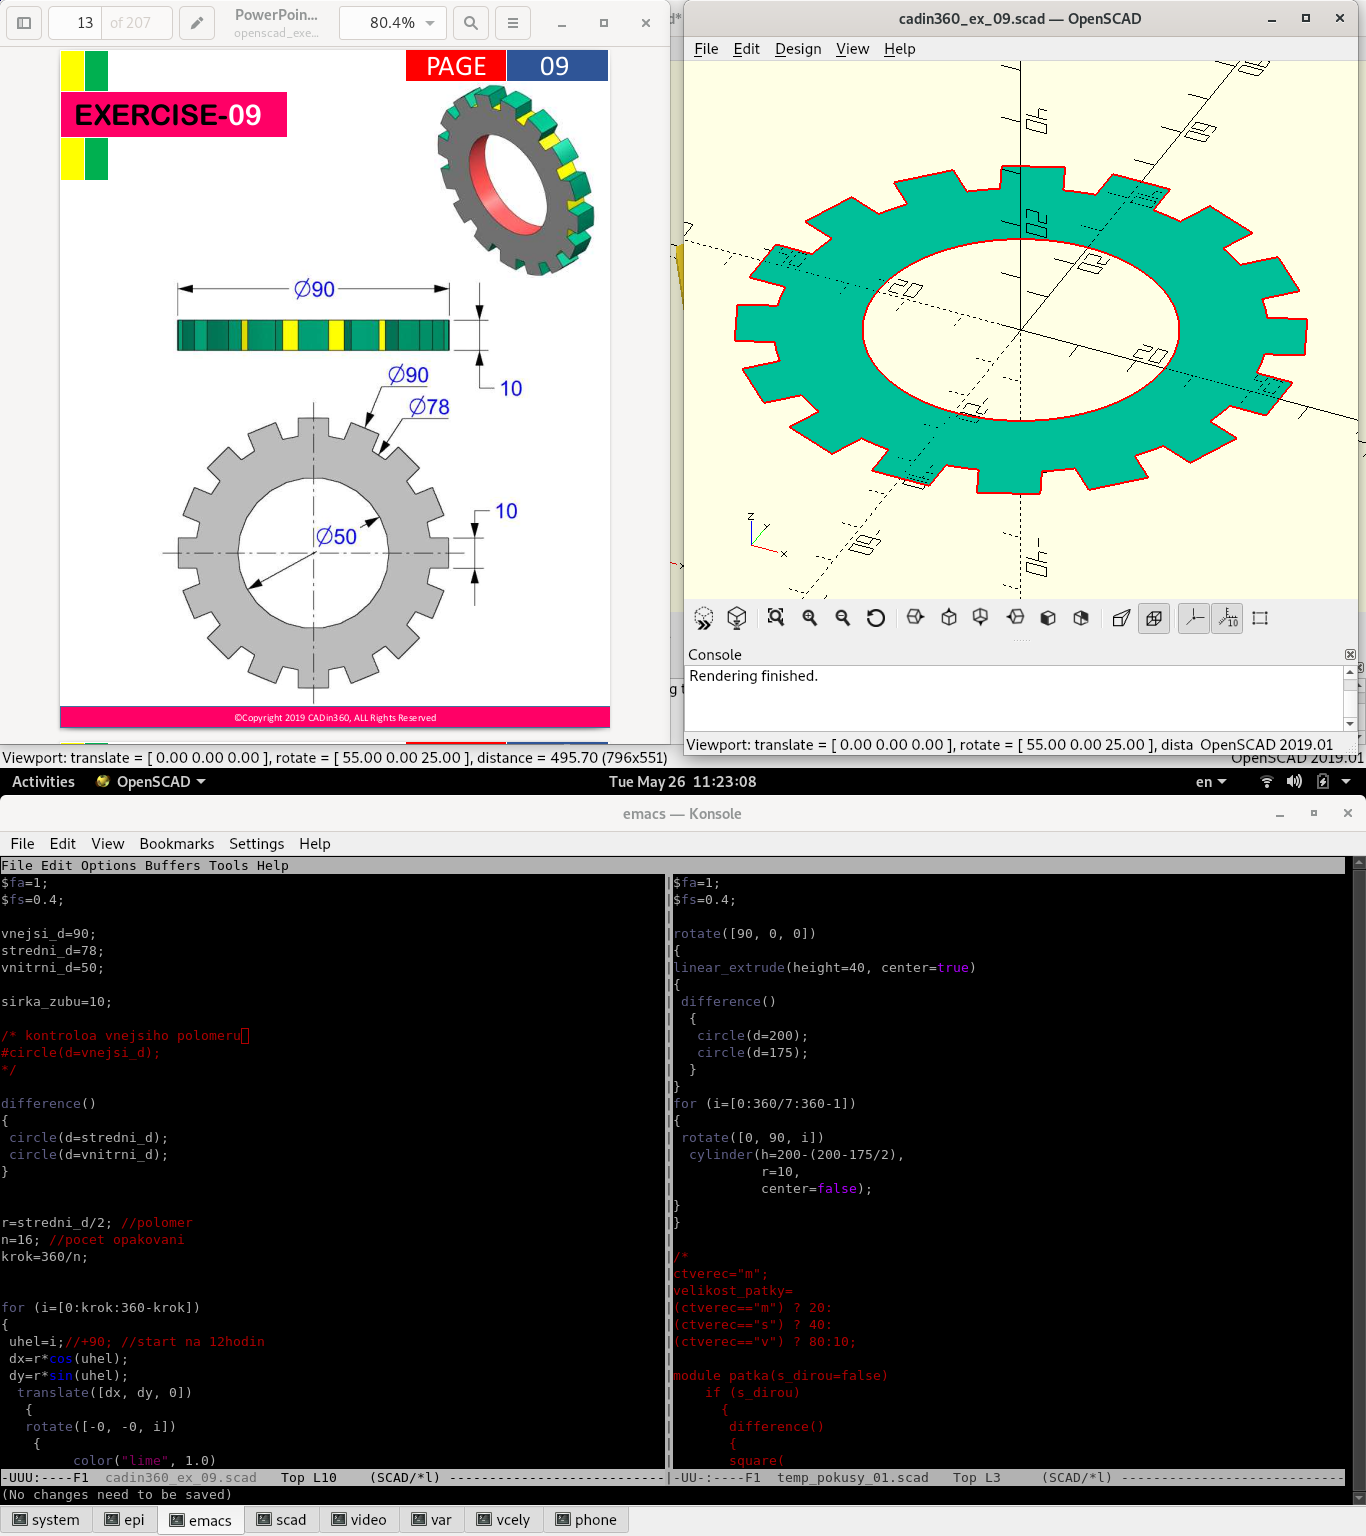 13 of 207
PowerPoin...
openscad_exe...
80.4%
PAGE 09
EXERCISE-09
Ø90
10
Ø90
Ø78
10
Ø50
©Copyright 2019 CADin360, ALL Rights Reserved
Viewport: translate = [ 0.00 0.00 0.00 ], rotate = [ 55.00 0.00 25.00 ], distance = 495.70 (796x551)
cadin360_ex_09.scad — OpenSCAD
File Edit Design View Help
20
20
20
20
40
40
z
y
x
10
Console
Rendering finished.
Viewport: translate = [ 0.00 0.00 0.00 ], rotate = [ 55.00 0.00 25.00 ], dista OpenSCAD 2019.01
OpenSCAD 2019.01
Activities OpenSCAD Tue May 26 11:23:08 en
emacs — Konsole
File Edit View Bookmarks Settings Help
File Edit Options Buffers Tools Help
$fa=1;
$fs=0.4;
vnejsi_d=90;
stredni_d=78;
vnitrni_d=50;
sirka_zubu=10;
/* kontroloa vnejsiho polomeru
#circle(d=vnejsi_d);
*/
difference()
{
circle(d=stredni_d);
circle(d=vnitrni_d);
}
r=stredni_d/2; //polomer
n=16; //pocet opakovani
krok=360/n;
for (i=[0:krok:360-krok])
{
uhel=i;//+90; //start na 12hodin
dx=r*cos(uhel);
dy=r*sin(uhel);
translate([dx, dy, 0])
{
rotate([-0, -0, i])
{
color("lime", 1.0)
-UUU:----F1 cadin360_ex_09.scad Top L10 (SCAD/*l) ---------------------------
$fa=1;
$fs=0.4;
rotate([90, 0, 0])
{
linear_extrude(height=40, center=true)
{
difference()
{
circle(d=200);
circle(d=175);
}
}
for (i=[0:360/7:360-1])
{
rotate([0, 90, i])
cylinder(h=200-(200-175/2),
r=10,
center=false);
}
}
/*
ctverec="m";
velikost_patky=
(ctverec=="m") ? 20:
(ctverec=="s") ? 40:
(ctverec=="v") ? 80:10;
module patka(s_dirou=false)
if (s_dirou)
{
difference()
{
square(
-UU-:----F1 temp_pokusy_01.scad Top L3 (SCAD/*l) ----------------------------
(No changes need to be saved)
system epi emacs scad video var vcely phone